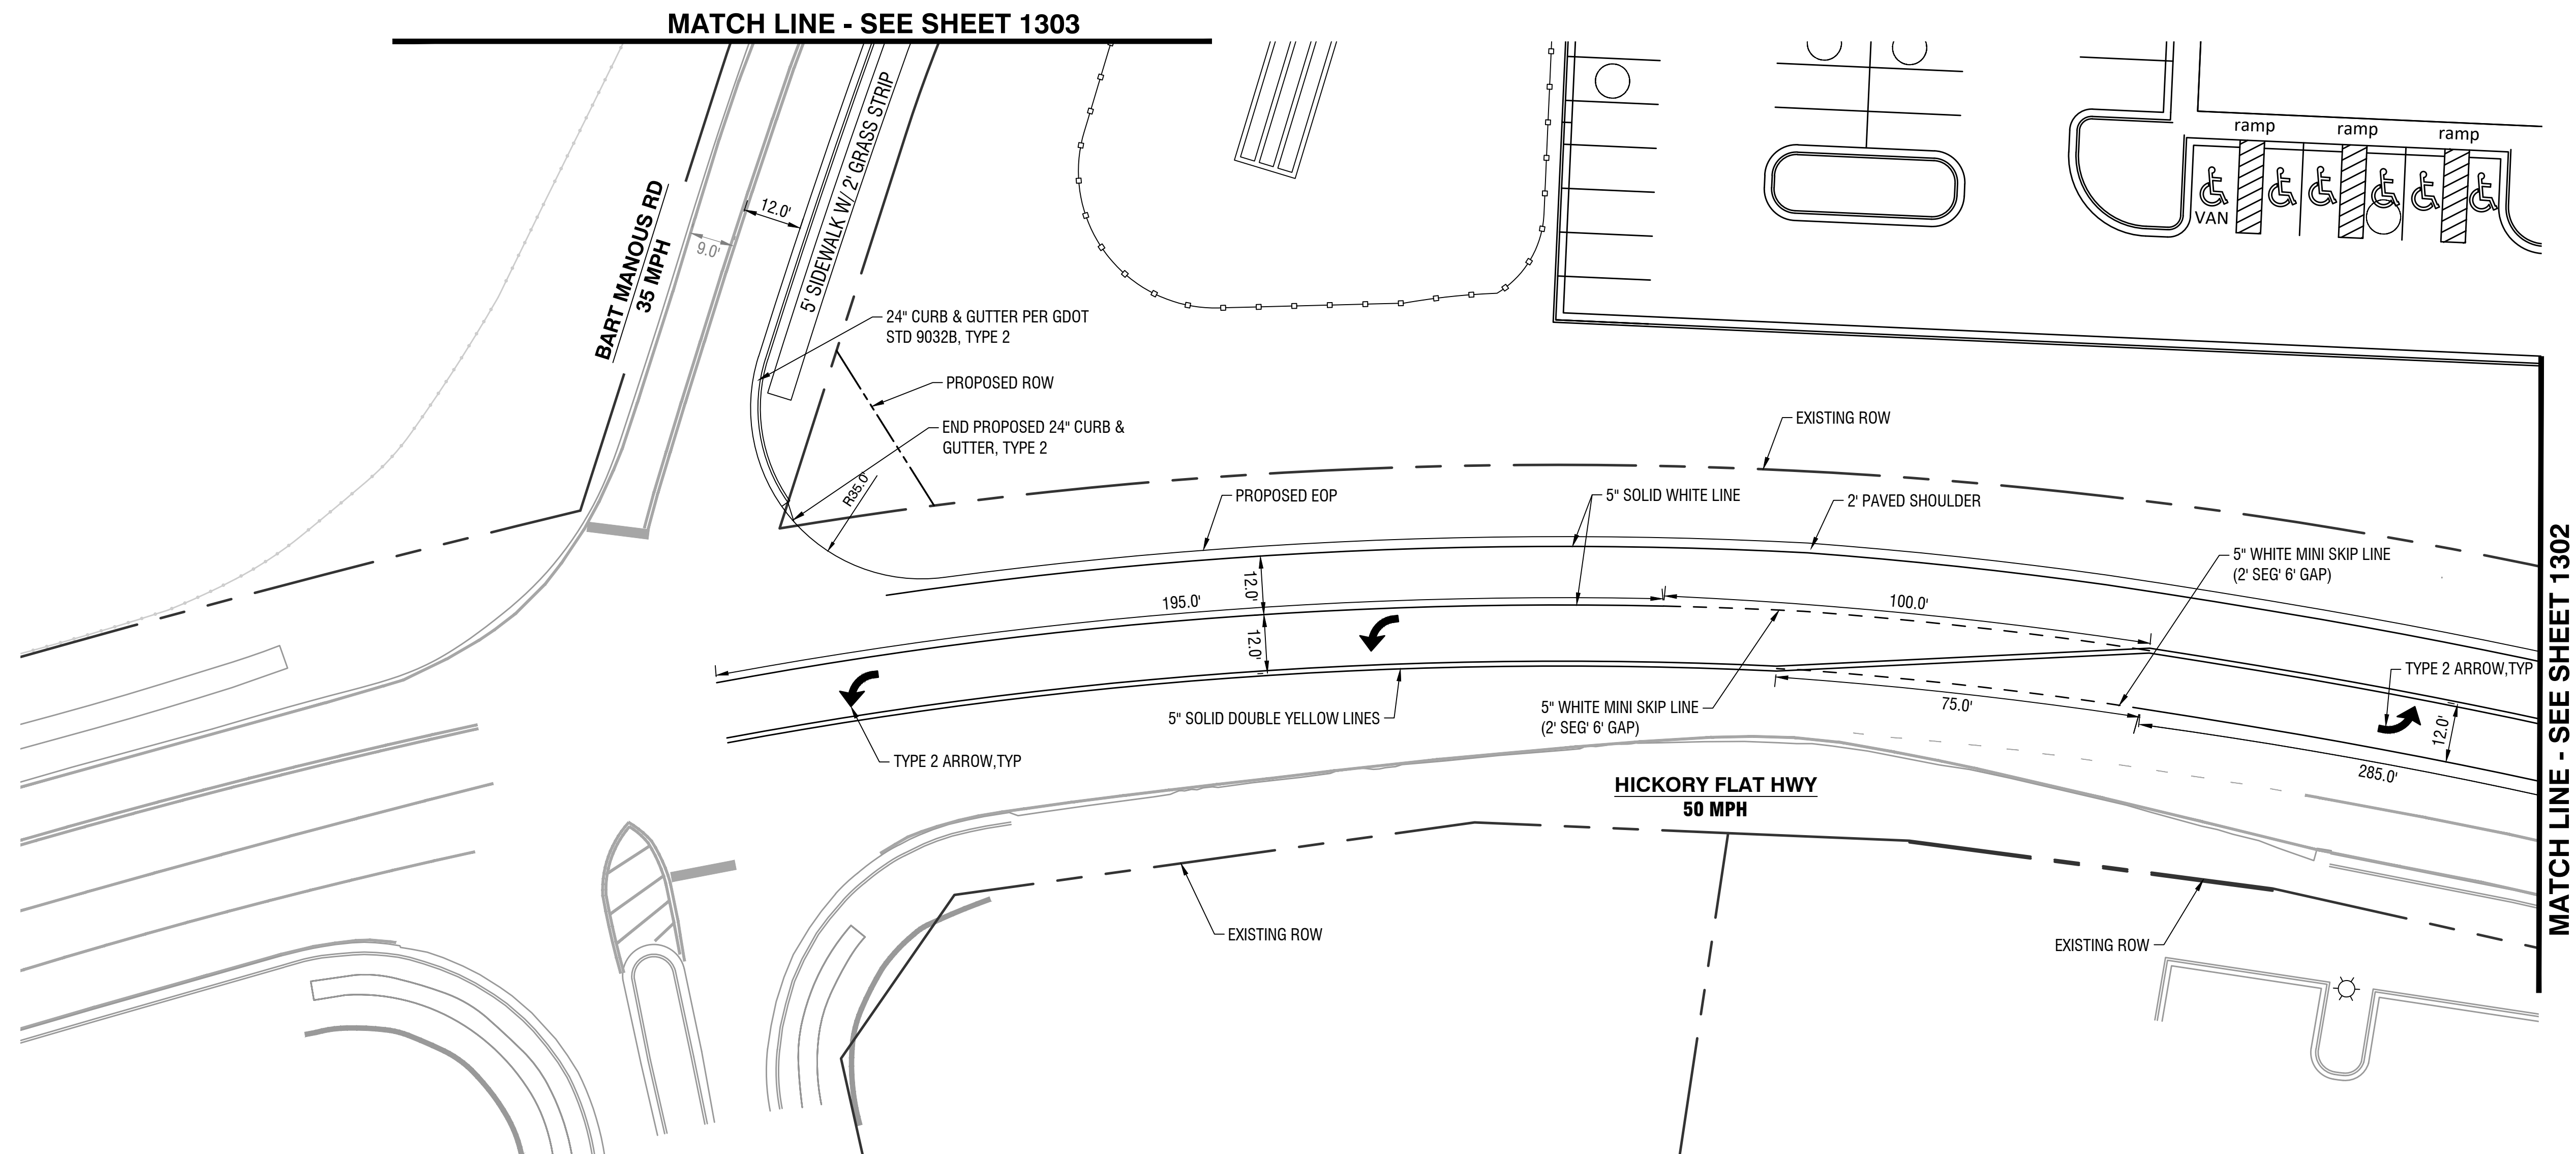 MATCH LINE - SEE SHEET 1303
ramp
ramp
ramp
VAN
BART MANOUS RD
35 MPH
9.0'
12.0'
5' SIDEWALK W/ 2' GRASS STRIP
24" CURB & GUTTER PER GDOT
STD 9032B, TYPE 2
PROPOSED ROW
END PROPOSED 24" CURB &
GUTTER, TYPE 2
R35.0'
EXISTING ROW
PROPOSED EOP
5" SOLID WHITE LINE
2' PAVED SHOULDER
5" WHITE MINI SKIP LINE
(2' SEG' 6' GAP)
12.0'
195.0'
100.0'
12.0'
TYPE 2 ARROW,TYP
5" SOLID DOUBLE YELLOW LINES
5" WHITE MINI SKIP LINE
(2' SEG' 6' GAP)
75.0'
12.0'
285.0'
TYPE 2 ARROW,TYP
HICKORY FLAT HWY
50 MPH
EXISTING ROW
EXISTING ROW
MATCH LINE - SEE SHEET 1302